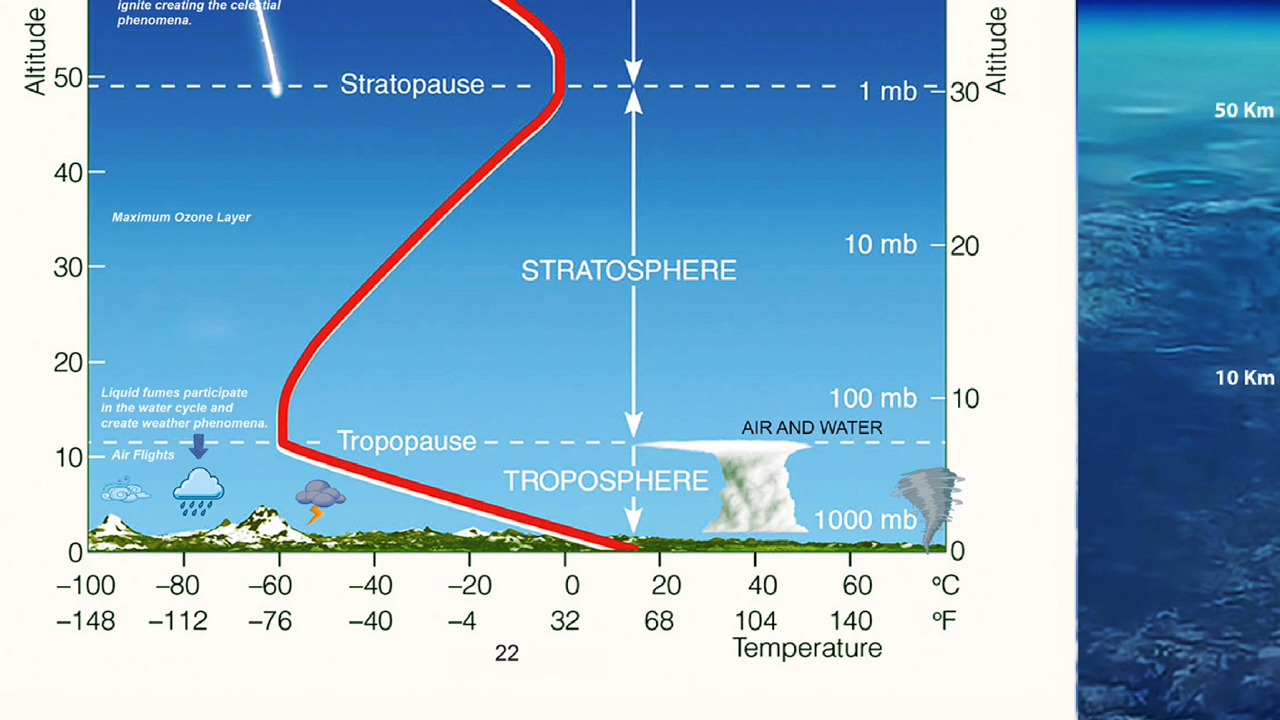 ignite creating the celestial
phenomena.
Altitude
Altitude
50
Stratopause
1 mb
30
50 Km
40
Maximum Ozone Layer
10 mb
20
30
STRATOSPHERE
20
10 Km
Liquid fumes participate
in the water cycle and
create weather phenomena.
100 mb
10
AIR AND WATER
Tropopause
10
Air Flights
TROPOSPHERE
1000 mb
0
0
–100 –80 –60 –40 –20 0 20 40 60 ºC
–148 –112 –76 –40 –4 32 68 104 140 ºF
Temperature
22